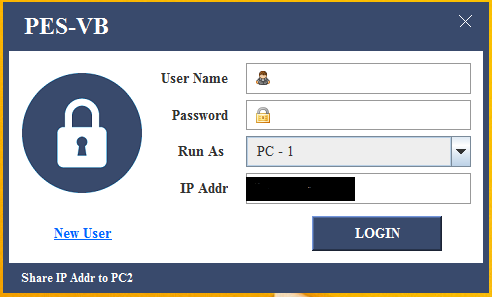 PES-VB
User Name
Password
Run As PC - 1
IP Addr
New User LOGIN
Share IP Addr to PC2